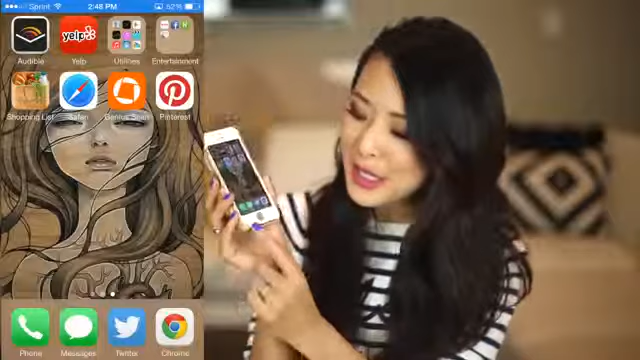 Sprint 2:48 PM 52%
yelp
Audible Yelp Utilities Entertainment
Shopping List Safari Genius Scan Pinterest
Phone Messages Twitter Chrome